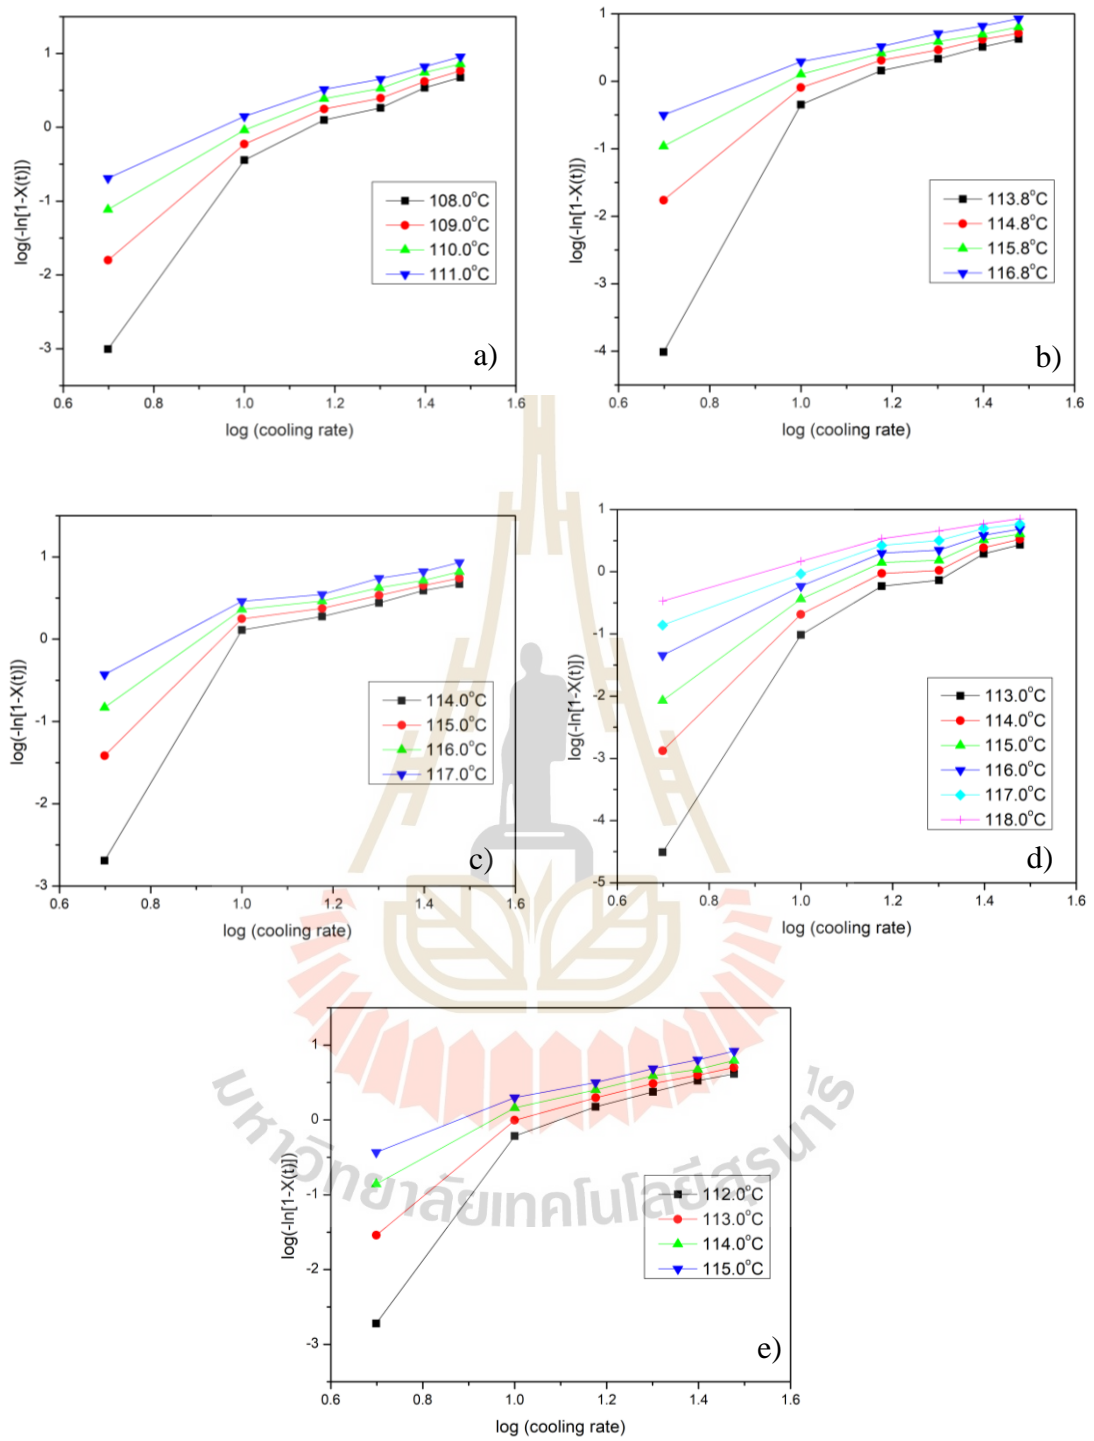 1
0
-1
-2
-3
log(-ln[1-X(t)])
108.0°C
109.0°C
110.0°C
111.0°C
a)
0.6 0.8 1.0 1.2 1.4 1.6
log (cooling rate)
1
0
-1
-2
-3
-4
log(-ln[1-X(t)])
113.8°C
114.8°C
115.8°C
116.8°C
b)
0.6 0.8 1.0 1.2 1.4 1.6
log (cooling rate)
1
0
-1
-2
-3
log(-ln[1-X(t)])
114.0°C
115.0°C
116.0°C
117.0°C
c)
0.6 0.8 1.0 1.2 1.4 1.6
log (cooling rate)
1
0
-1
-2
-3
-4
-5
log(-ln[1-X(t)])
113.0°C
114.0°C
115.0°C
116.0°C
117.0°C
118.0°C
d)
0.6 0.8 1.0 1.2 1.4 1.6
log (cooling rate)
1
0
-1
-2
-3
log(-ln[1-X(t)])
112.0°C
113.0°C
114.0°C
115.0°C
e)
0.6 0.8 1.0 1.2 1.4 1.6
log (cooling rate)
มหาวิทยาลัยเทคโนโลยีสุรนารี